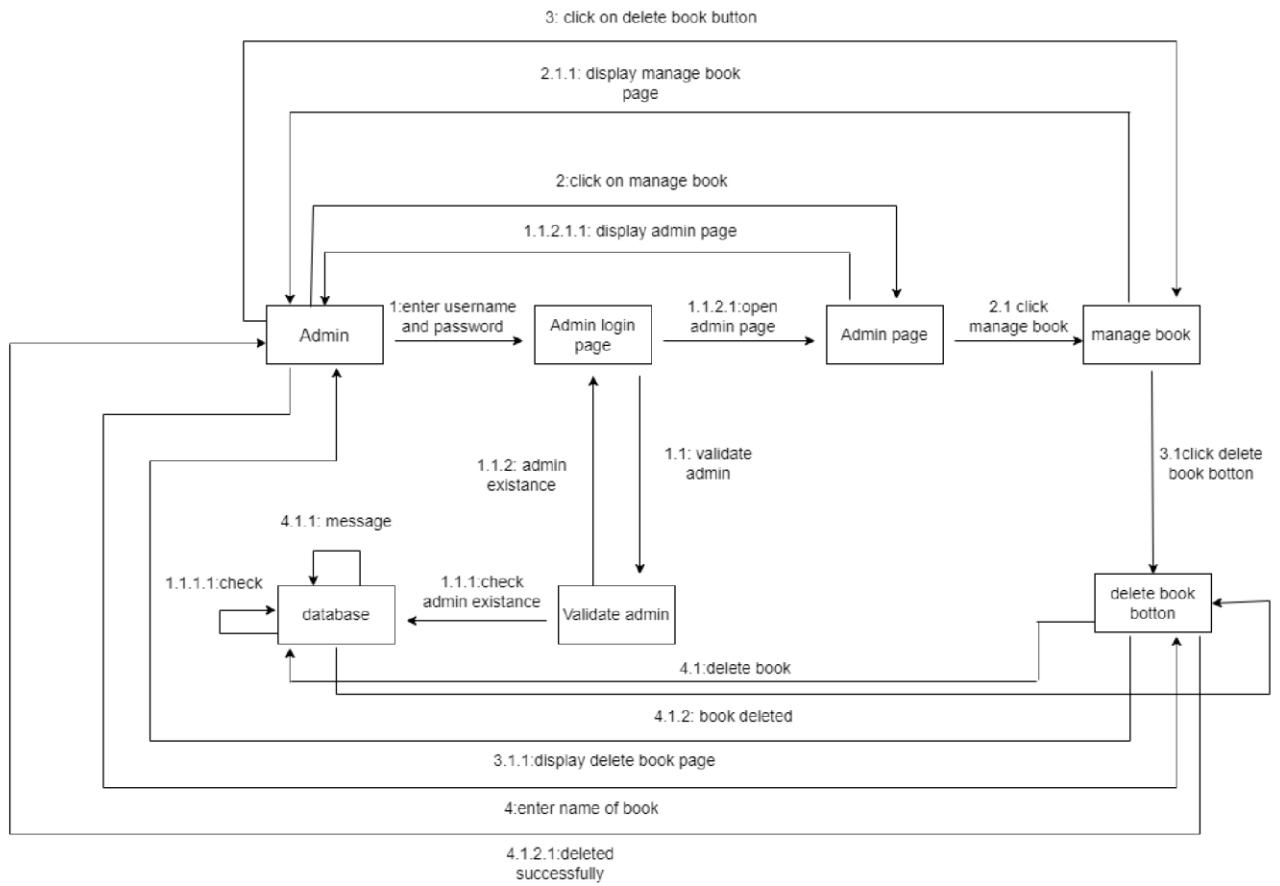 3: click on delete book button
2.1.1: display manage book
page
2:click on manage book
1.1.2.1.1: display admin page
Admin
1:enter username
and password
Admin login
page
1.1.2.1:open
admin page
Admin page
2.1 click
manage book
manage book
1.1.2: admin
existance
1.1: validate
admin
3.1click delete
book botton
4.1.1: message
1.1.1.1:check
database
1.1.1:check
admin existance
Validate admin
delete book
botton
4.1:delete book
4.1.2: book deleted
3.1.1:display delete book page
4:enter name of book
4.1.2.1:deleted
successfully